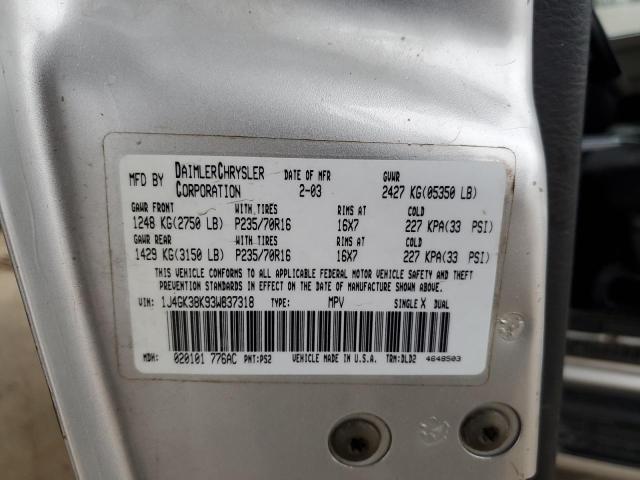 MFD BY DAIMLERCHRYSLER CORPORATION DATE OF MFR 2-03 GVWR 2427 KG(05350 LB)
GAWR FRONT WITH TIRES RIMS AT COLD
1248 KG(2750 LB) P235/70R16 16X7 227 KPA(33 PSI)
GAWR REAR WITH TIRES RIMS AT COLD
1429 KG(3150 LB) P235/70R16 16X7 227 KPA(33 PSI)
THIS VEHICLE CONFORMS TO ALL APPLICABLE FEDERAL MOTOR VEHICLE SAFETY AND THEFT
PREVENTION STANDARDS IN EFFECT ON THE DATE OF MANUFACTURE SHOWN ABOVE.
VIN: 1J4GK38K93W837318 TYPE: MPV SINGLE X DUAL
MDH: 020101 776AC PNT:PS2 VEHICLE MADE IN U.S.A. TRM:DLD2 4648503